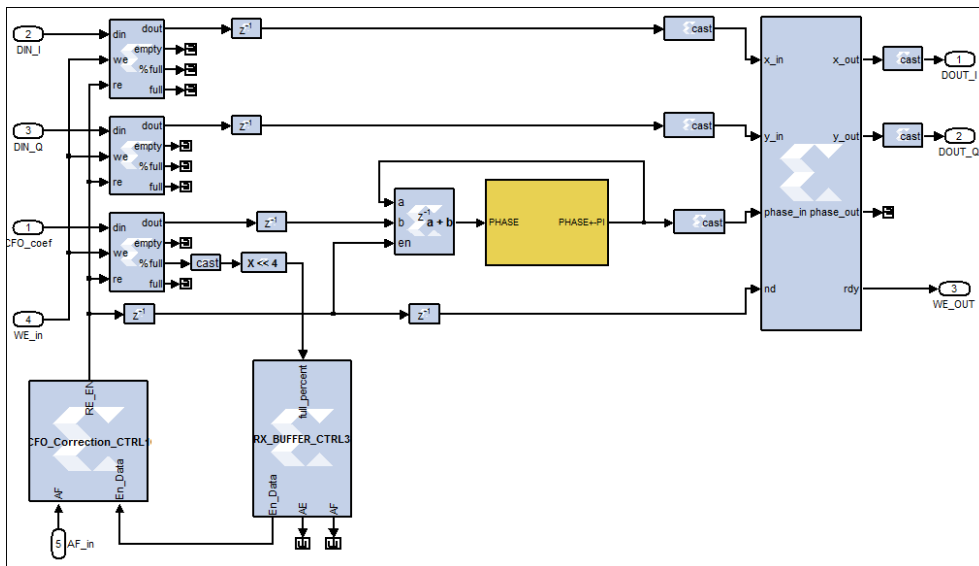 2
DIN_I
din
we
re
dout
empty
%full
full
z-1
cast
x_in
y_in
phase_in
nd
x_out
y_out
phase_out
rdy
cast
1
DOUT_I
3
DIN_Q
din
we
re
dout
empty
%full
full
z-1
cast
cast
2
DOUT_Q
1
CFO_coef
din
we
re
dout
empty
%full
full
z-1
cast
X << 4
a
b
en
z-1
a + b
PHASE
PHASE+-PI
cast
4
WE_in
z-1
z-1
3
WE_OUT
RE_EN
CFO_Correction_CTRL
AF
En_Data
5
AF_in
full_percent
RX_BUFFER_CTRL3
En_Data
AE
AF